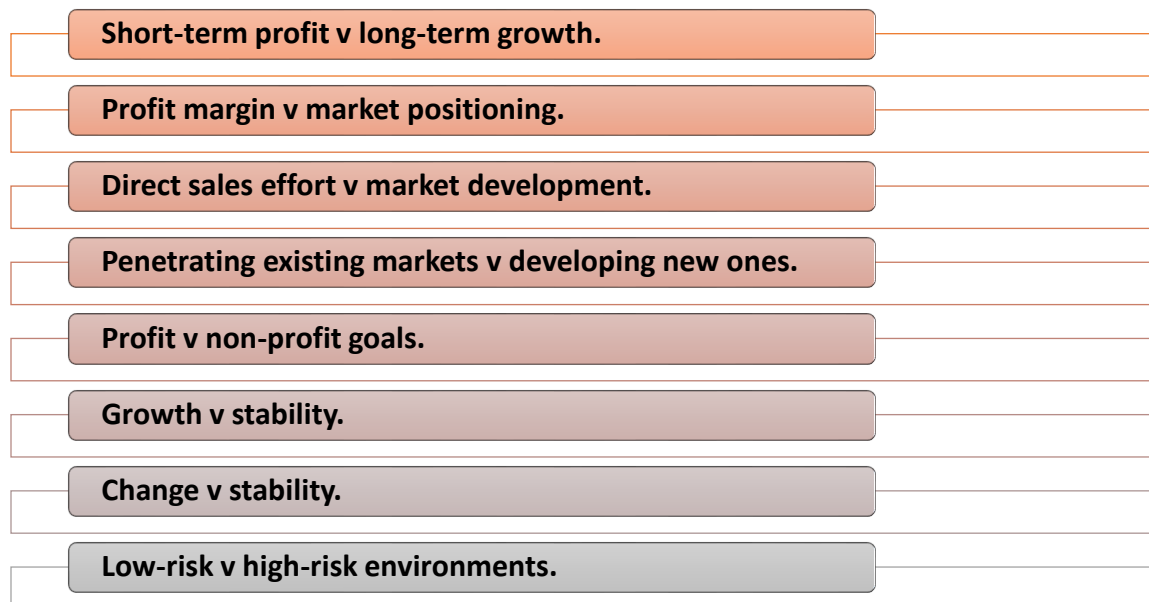 Short-term profit v long-term growth.
Profit margin v market positioning.
Direct sales effort v market development.
Penetrating existing markets v developing new ones.
Profit v non-profit goals.
Growth v stability.
Change v stability.
Low-risk v high-risk environments.